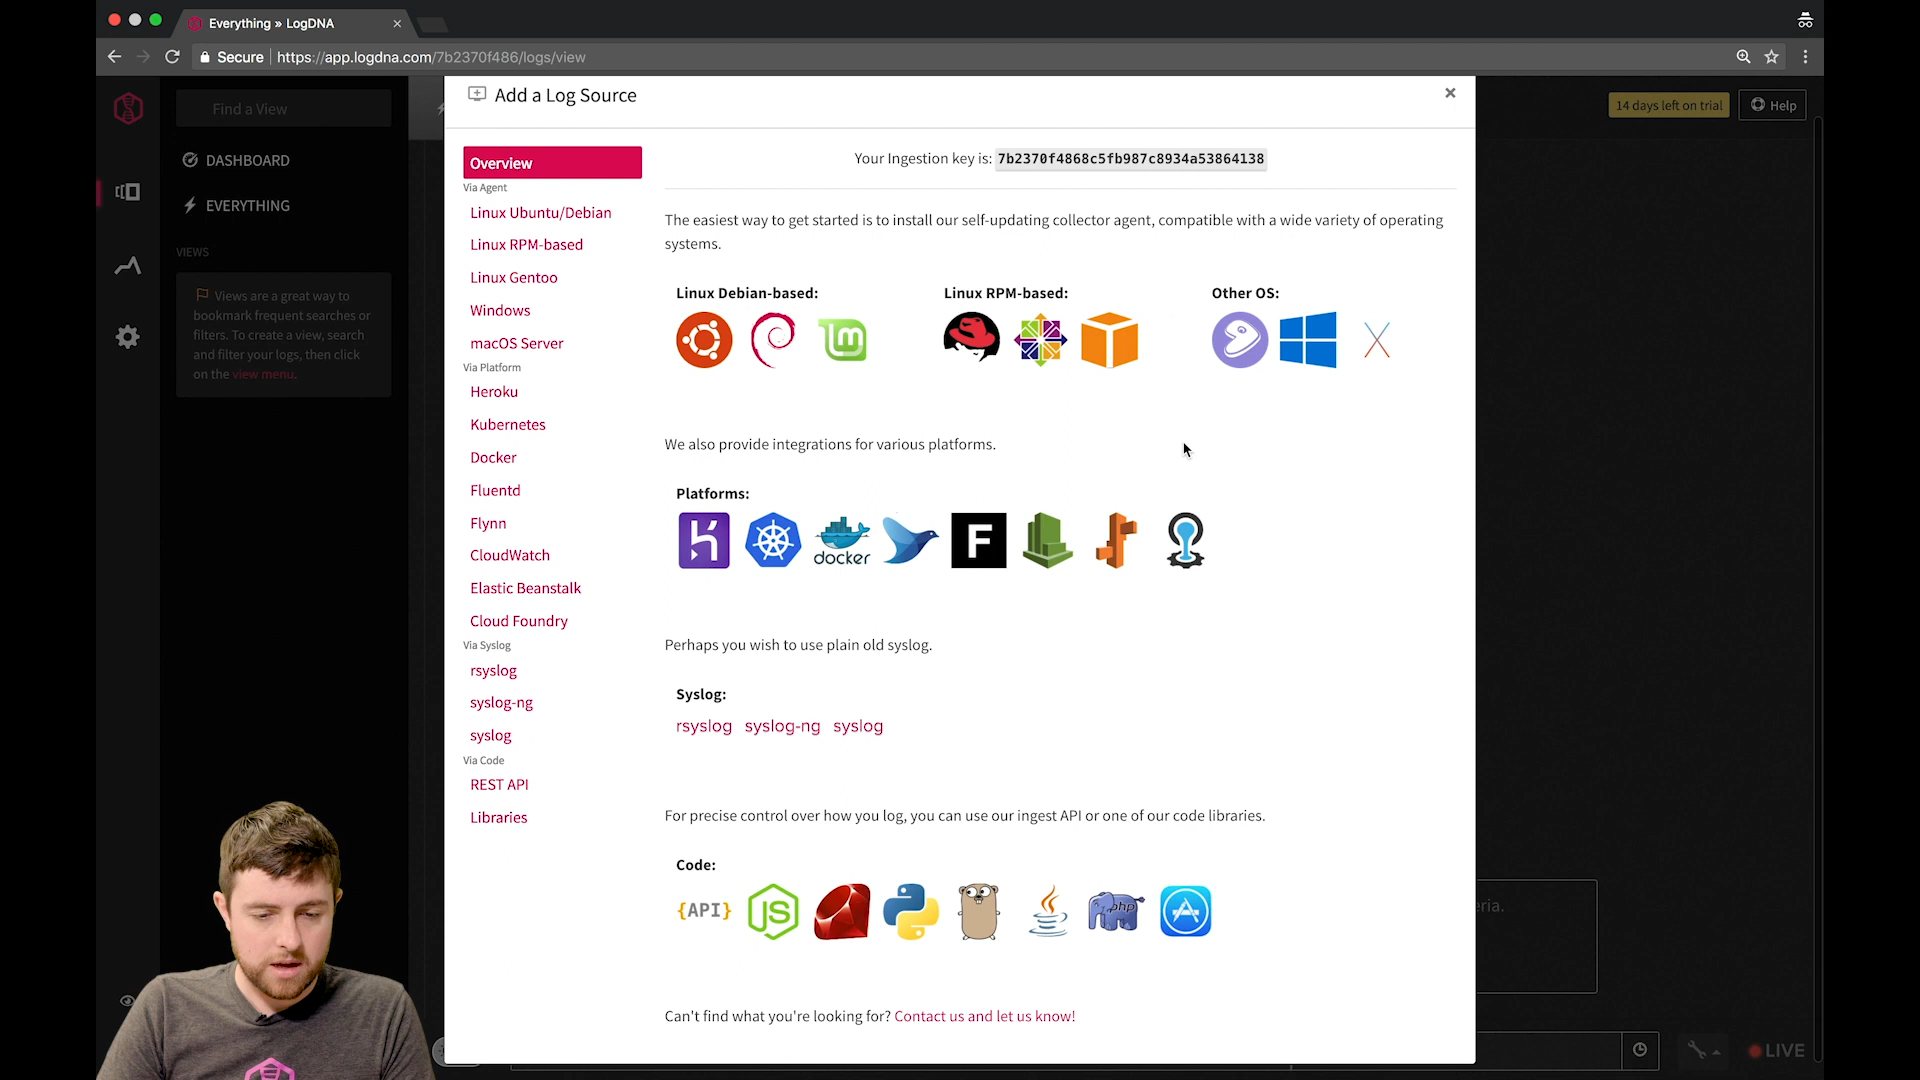 Everything » LogDNA
Secure
https://app.logdna.com/7b2370f486/logs/view
Find a View
DASHBOARD
EVERYTHING
VIEWS
Views are a great way to
bookmark frequent searches or
filters. To create a view, search
and filter your logs, then click
on the view menu.
14 days left on trial
Help
Add a Log Source
Overview
Via Agent
Linux Ubuntu/Debian
Linux RPM-based
Linux Gentoo
Windows
macOS Server
Via Platform
Heroku
Kubernetes
Docker
Fluentd
Flynn
CloudWatch
Elastic Beanstalk
Cloud Foundry
Via Syslog
rsyslog
syslog-ng
syslog
Via Code
REST API
Libraries
Your Ingestion key is: 7b2370f4868c5fb987c8934a53864138
The easiest way to get started is to install our self-updating collector agent, compatible with a wide variety of operating
systems.
Linux Debian-based:
Linux RPM-based:
Other OS:
We also provide integrations for various platforms.
Platforms:
docker
F
Perhaps you wish to use plain old syslog.
Syslog:
rsyslog syslog-ng syslog
For precise control over how you log, you can use our ingest API or one of our code libraries.
Code:
{API}
JS
php
Can't find what you're looking for? Contact us and let us know!
LIVE